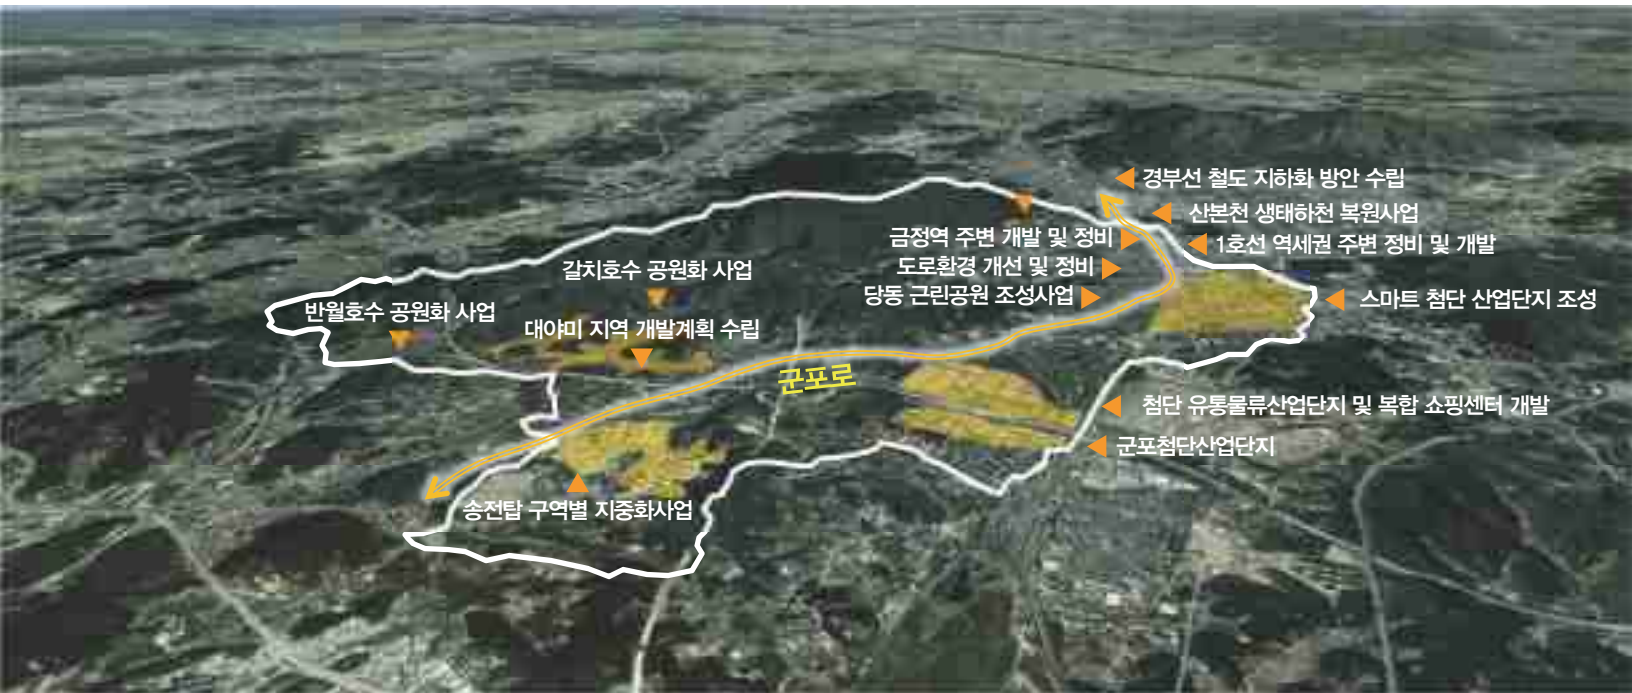 경부선 철도 지하화 방안 수립
산본천 생태하천 복원사업
금정역 주변 개발 및 정비
1호선 역세권 주변 정비 및 개발
도로환경 개선 및 정비
갈치호수 공원화 사업
당동 근린공원 조성사업
스마트 첨단 산업단지 조성
반월호수 공원화 사업
대야미 지역 개발계획 수립
군포로
첨단 유통물류산업단지 및 복합 쇼핑센터 개발
군포첨단산업단지
송전탑 구역별 지중화사업